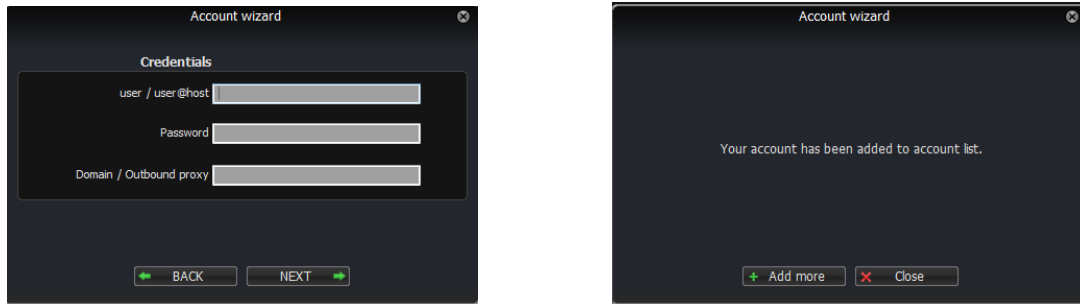 Account wizard
Credentials
user / user@host
Password
Domain / Outbound proxy
BACK
NEXT
Account wizard
Your account has been added to account list.
Add more
Close